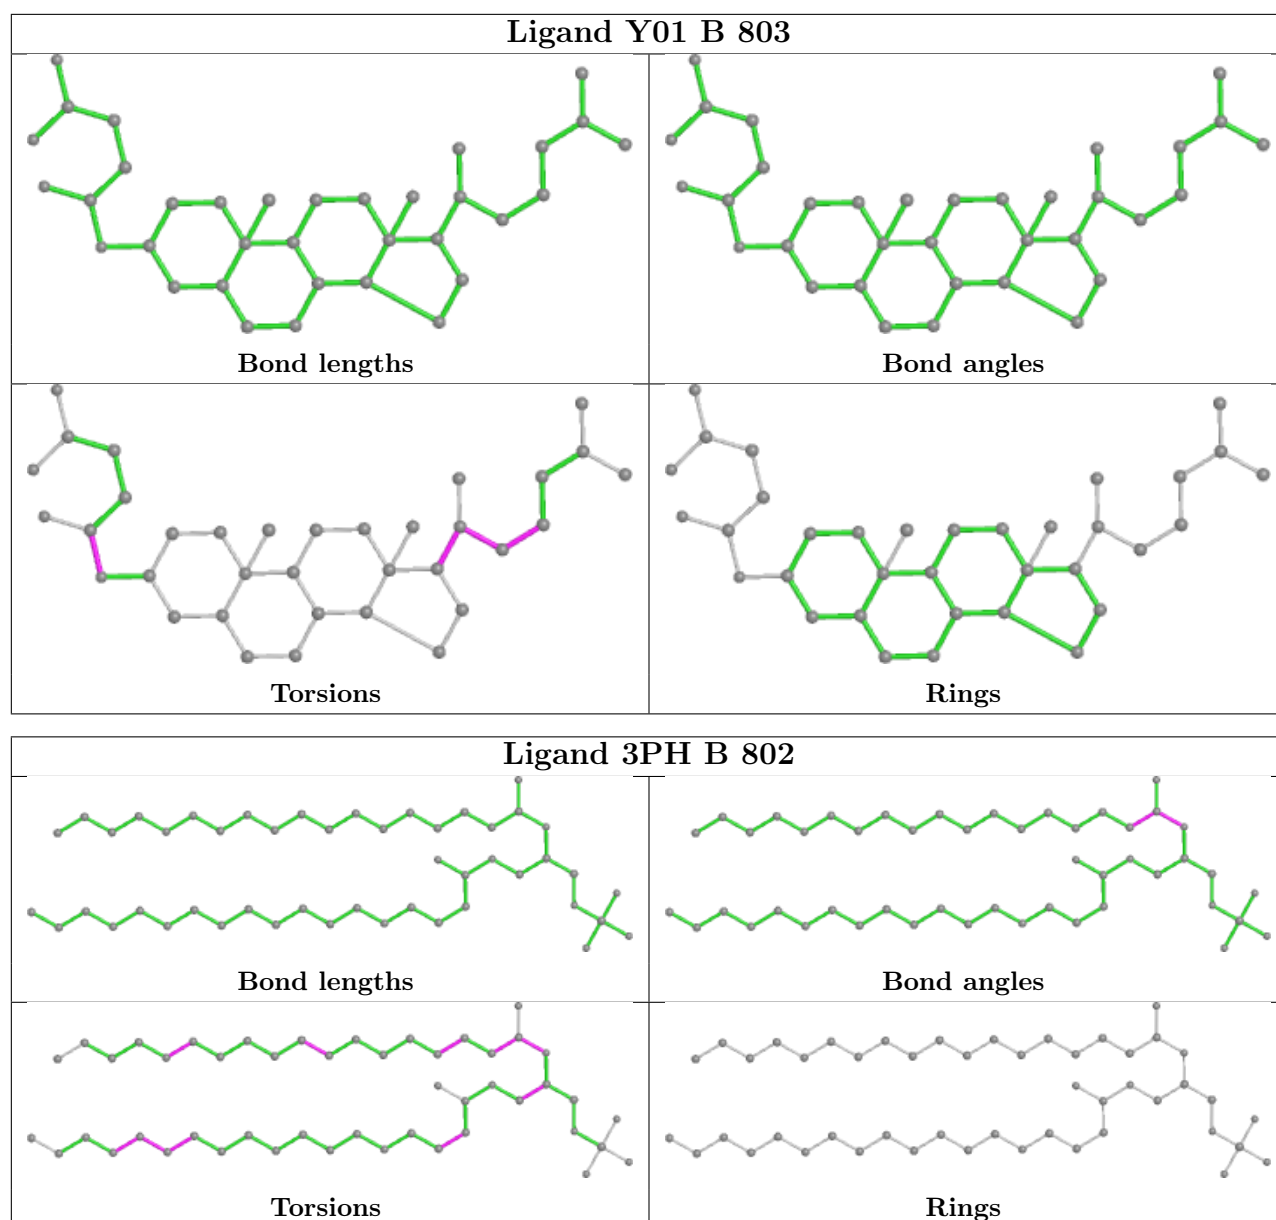 Ligand Y01 B 803
Bond lengths
Bond angles
Torsions
Rings
Ligand 3PH B 802
Bond lengths
Bond angles
Torsions
Rings